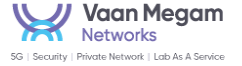 Vaan Megam
Networks
5G | Security | Private Network | Lab As A Service